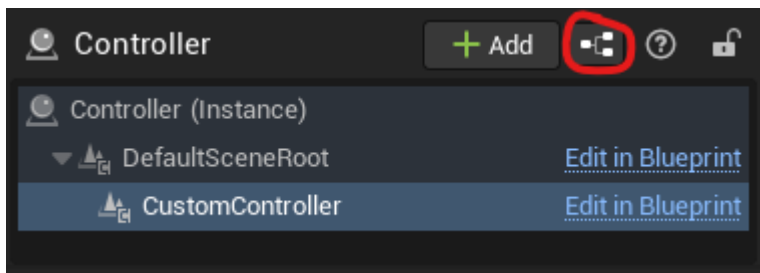 Controller + Add ?
Controller (Instance)
DefaultSceneRoot Edit in Blueprint
CustomController Edit in Blueprint